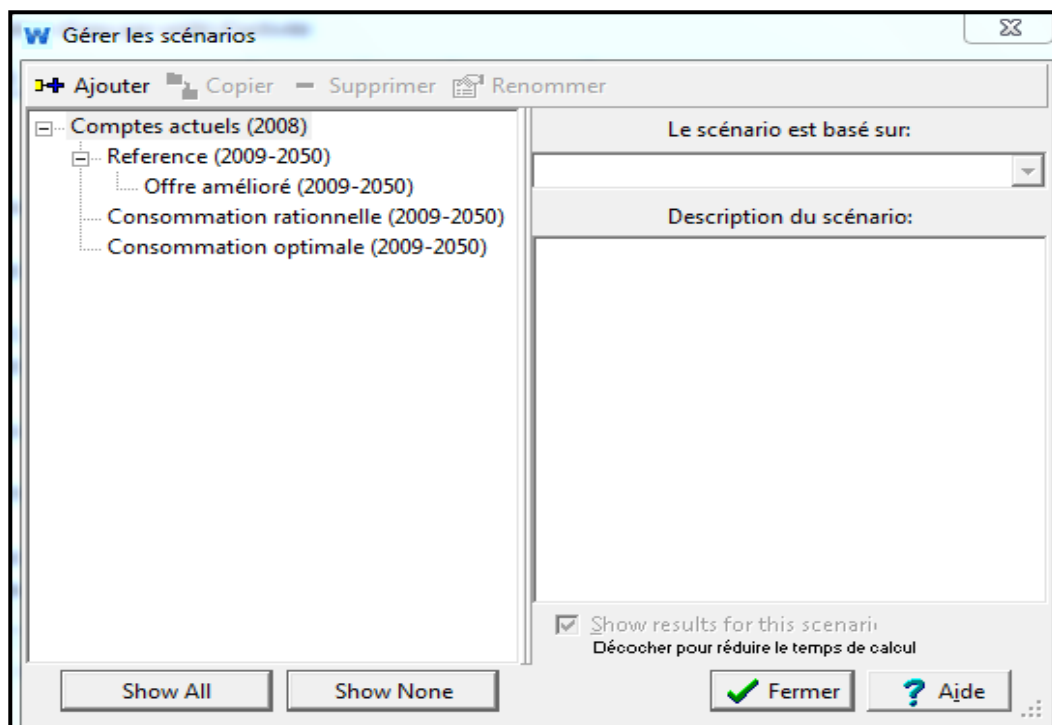 W Gérer les scénarios
Ajouter Copier Supprimer Renommer
Comptes actuels (2008)
Reference (2009-2050)
Offre amélioré (2009-2050)
Consommation rationnelle (2009-2050)
Consommation optimale (2009-2050)
Le scénario est basé sur:
Description du scénario:
Show results for this scenari
Décocher pour réduire le temps de calcul
Show All Show None Fermer Aide